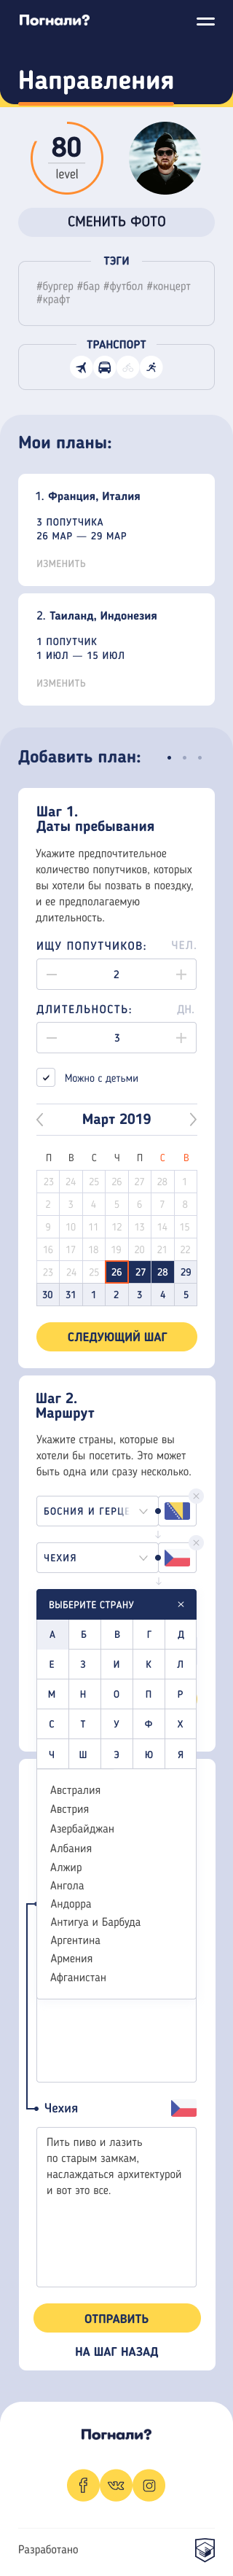 Погнали?
Направления
80
level
СМЕНИТЬ ФОТО
ТЭГИ
#бургер #бар #футбол #концерт
#крафт
ТРАНСПОРТ
Мои планы:
1. Франция, Италия
3 ПОПУТЧИКА
26 МАР — 29 МАР
ИЗМЕНИТЬ
2. Таиланд, Индонезия
1 ПОПУТЧИК
1 ИЮЛ — 15 ИЮЛ
ИЗМЕНИТЬ
Добавить план:
Шаг 1.
Даты пребывания
Укажите предпочтительное
количество попутчиков, которых
вы хотели бы позвать в поездку,
и ее предполагаемую
длительность.
ИЩУ ПОПУТЧИКОВ: ЧЕЛ.
— 2 +
ДЛИТЕЛЬНОСТЬ: ДН.
— 3 +
Можно с детьми
Март 2019
П В С Ч П С В
23 24 25 26 27 28 1
2 3 4 5 6 7 8
9 10 11 12 13 14 15
16 17 18 19 20 21 22
23 24 25 26 27 28 29
30 31 1 2 3 4 5
СЛЕДУЮЩИЙ ШАГ
Шаг 2.
Маршрут
Укажите страны, которые вы
хотели бы посетить. Это может
быть одна или сразу несколько.
БОСНИЯ И ГЕРЦЕ
ЧЕХИЯ
ВЫБЕРИТЕ СТРАНУ
А Б В Г Д
Е З И К Л
М Н О П Р
С Т У Ф Х
Ч Ш Э Ю Я
Австралия
Австрия
Азербайджан
Албания
Алжир
Ангола
Андорра
Антигуа и Барбуда
Аргентина
Армения
Афганистан
Чехия
Пить пиво и лазить
по старым замкам,
наслаждаться архитектурой
и вот это все.
ОТПРАВИТЬ
НА ШАГ НАЗАД
Погнали?
Разработано